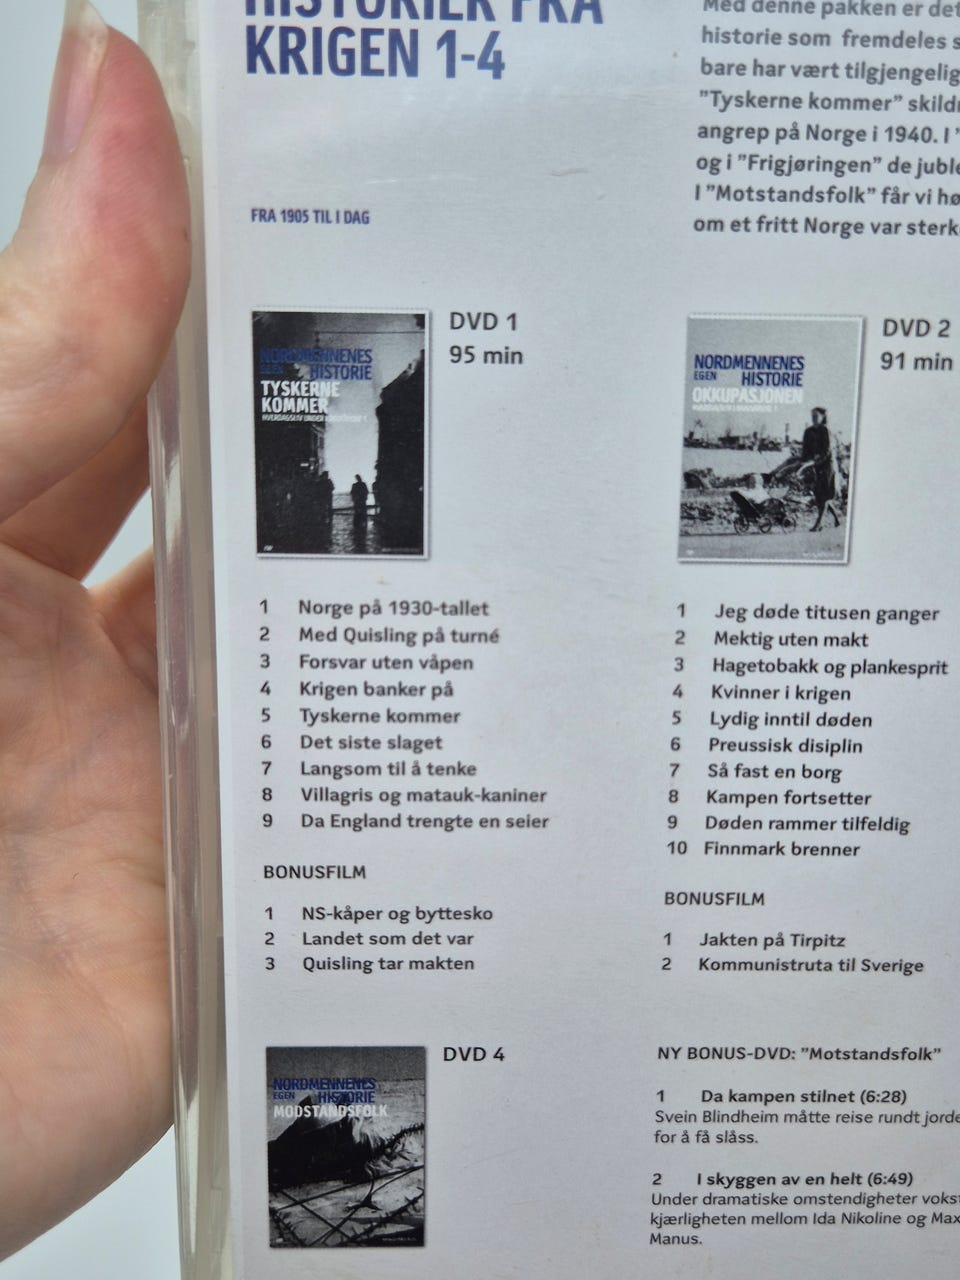 HISTORIER FRA
KRIGEN 1-4
FRA 1905 TIL I DAG
Med denne pakken er det
historie som fremdeles
bare har vært tilgjengelig
”Tyskerne kommer”
angrep på Norge i 1940. I
og i ”Frigjøringen” de
I ”Motstandsfolk” får vi
om et fritt Norge var
NORDMENNENES
EGEN HISTORIE
TYSKERNE
KOMMER
DVD 1
95 min
1 Norge på 1930-tallet
2 Med Quisling på turné
3 Forsvar uten våpen
4 Krigen banker på
5 Tyskerne kommer
6 Det siste slaget
7 Langsom til å tenke
8 Villagris og matauk-kaniner
9 Da England trengte en seier
BONUSFILM
1 NS-kåper og byttesko
2 Landet som det var
3 Quisling tar makten
NORDMENNENES
EGEN HISTORIE
OKKUPASJONEN
DVD 2
91 min
1 Jeg døde titusen ganger
2 Mektig uten makt
3 Hagetobakk og plankesprit
4 Kvinner i krigen
5 Lydig inntil døden
6 Preussisk disiplin
7 Så fast en borg
8 Kampen fortsetter
9 Døden rammer tilfeldig
10 Finnmark brenner
BONUSFILM
1 Jakten på Tirpitz
2 Kommunistruta til Sverige
NORDMENNENES
EGEN HISTORIE
MODSTANDSFOLK
DVD 4
NY BONUS-DVD: ”Motstandsfolk”
1 Da kampen stilnet (6:28)
Svein Blindheim måtte reise rundt
for å få slåss.
2 I skyggen av en helt (6:49)
Under dramatiske omstendigheter
kjærligheten mellom Ida Nikoline og Max
Manus.